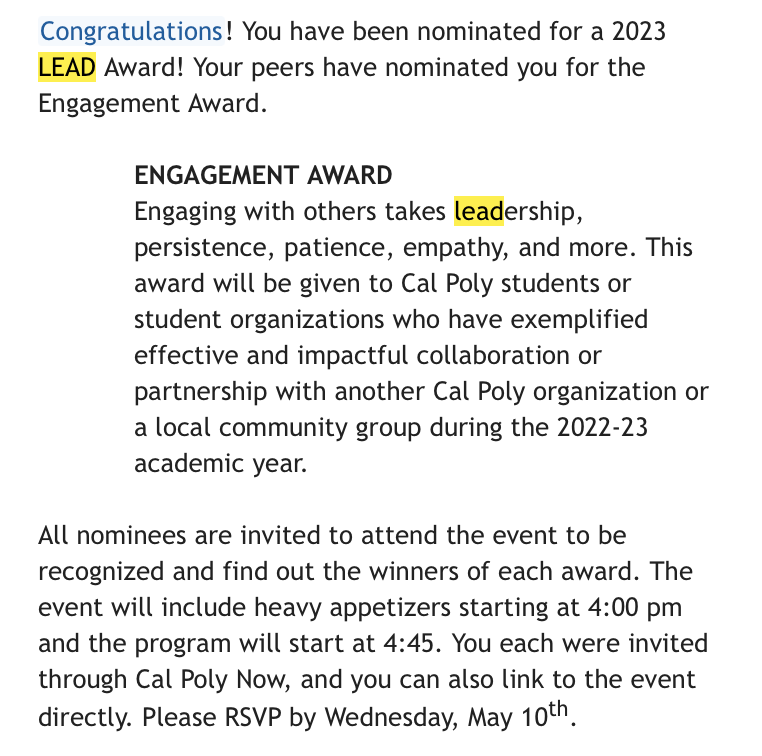 Congratulations! You have been nominated for a 2023
LEAD Award! Your peers have nominated you for the
Engagement Award.
ENGAGEMENT AWARD
Engaging with others takes leadership,
persistence, patience, empathy, and more. This
award will be given to Cal Poly students or
student organizations who have exemplified
effective and impactful collaboration or
partnership with another Cal Poly organization or
a local community group during the 2022-23
academic year.
All nominees are invited to attend the event to be
recognized and find out the winners of each award. The
event will include heavy appetizers starting at 4:00 pm
and the program will start at 4:45. You each were invited
through Cal Poly Now, and you can also link to the event
directly. Please RSVP by Wednesday, May 10th.